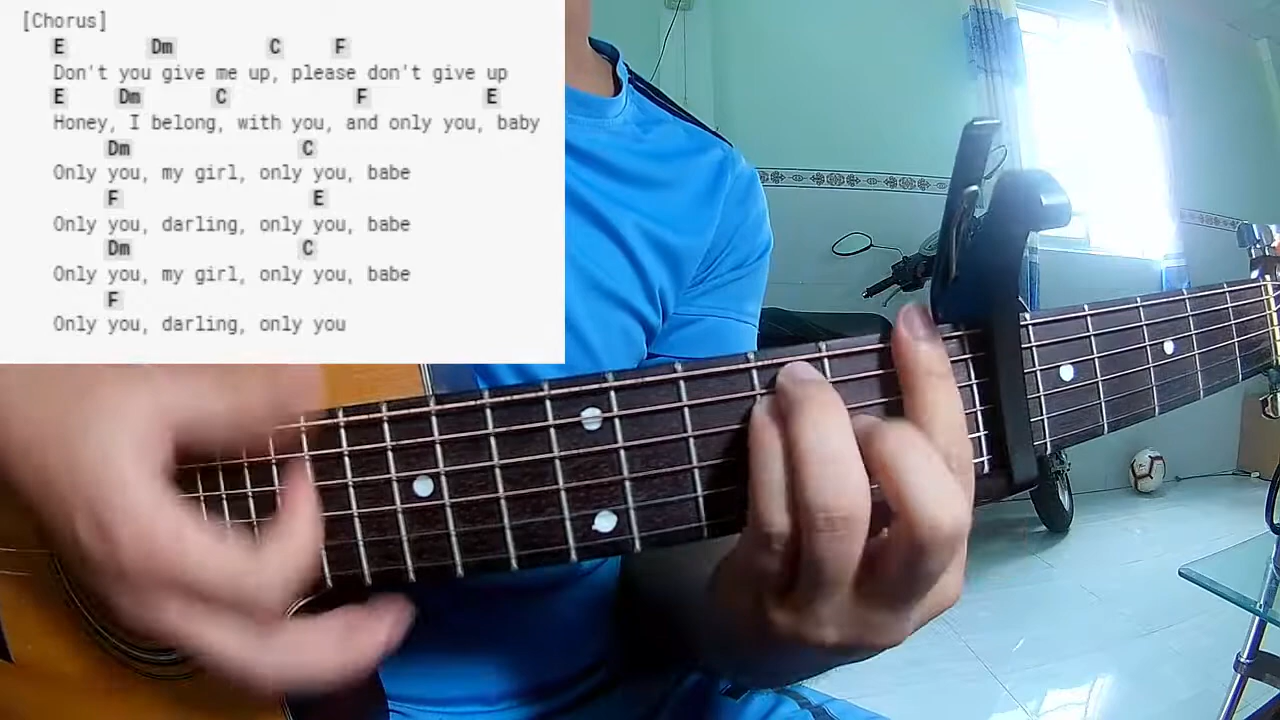 [Chorus]
E Dm C F
Don't you give me up, please don't give up
E Dm C F E
Honey, I belong, with you, and only you, baby
Dm C
Only you, my girl, only you, babe
F E
Only you, darling, only you, babe
Dm C
Only you, my girl, only you, babe
F
Only you, darling, only you